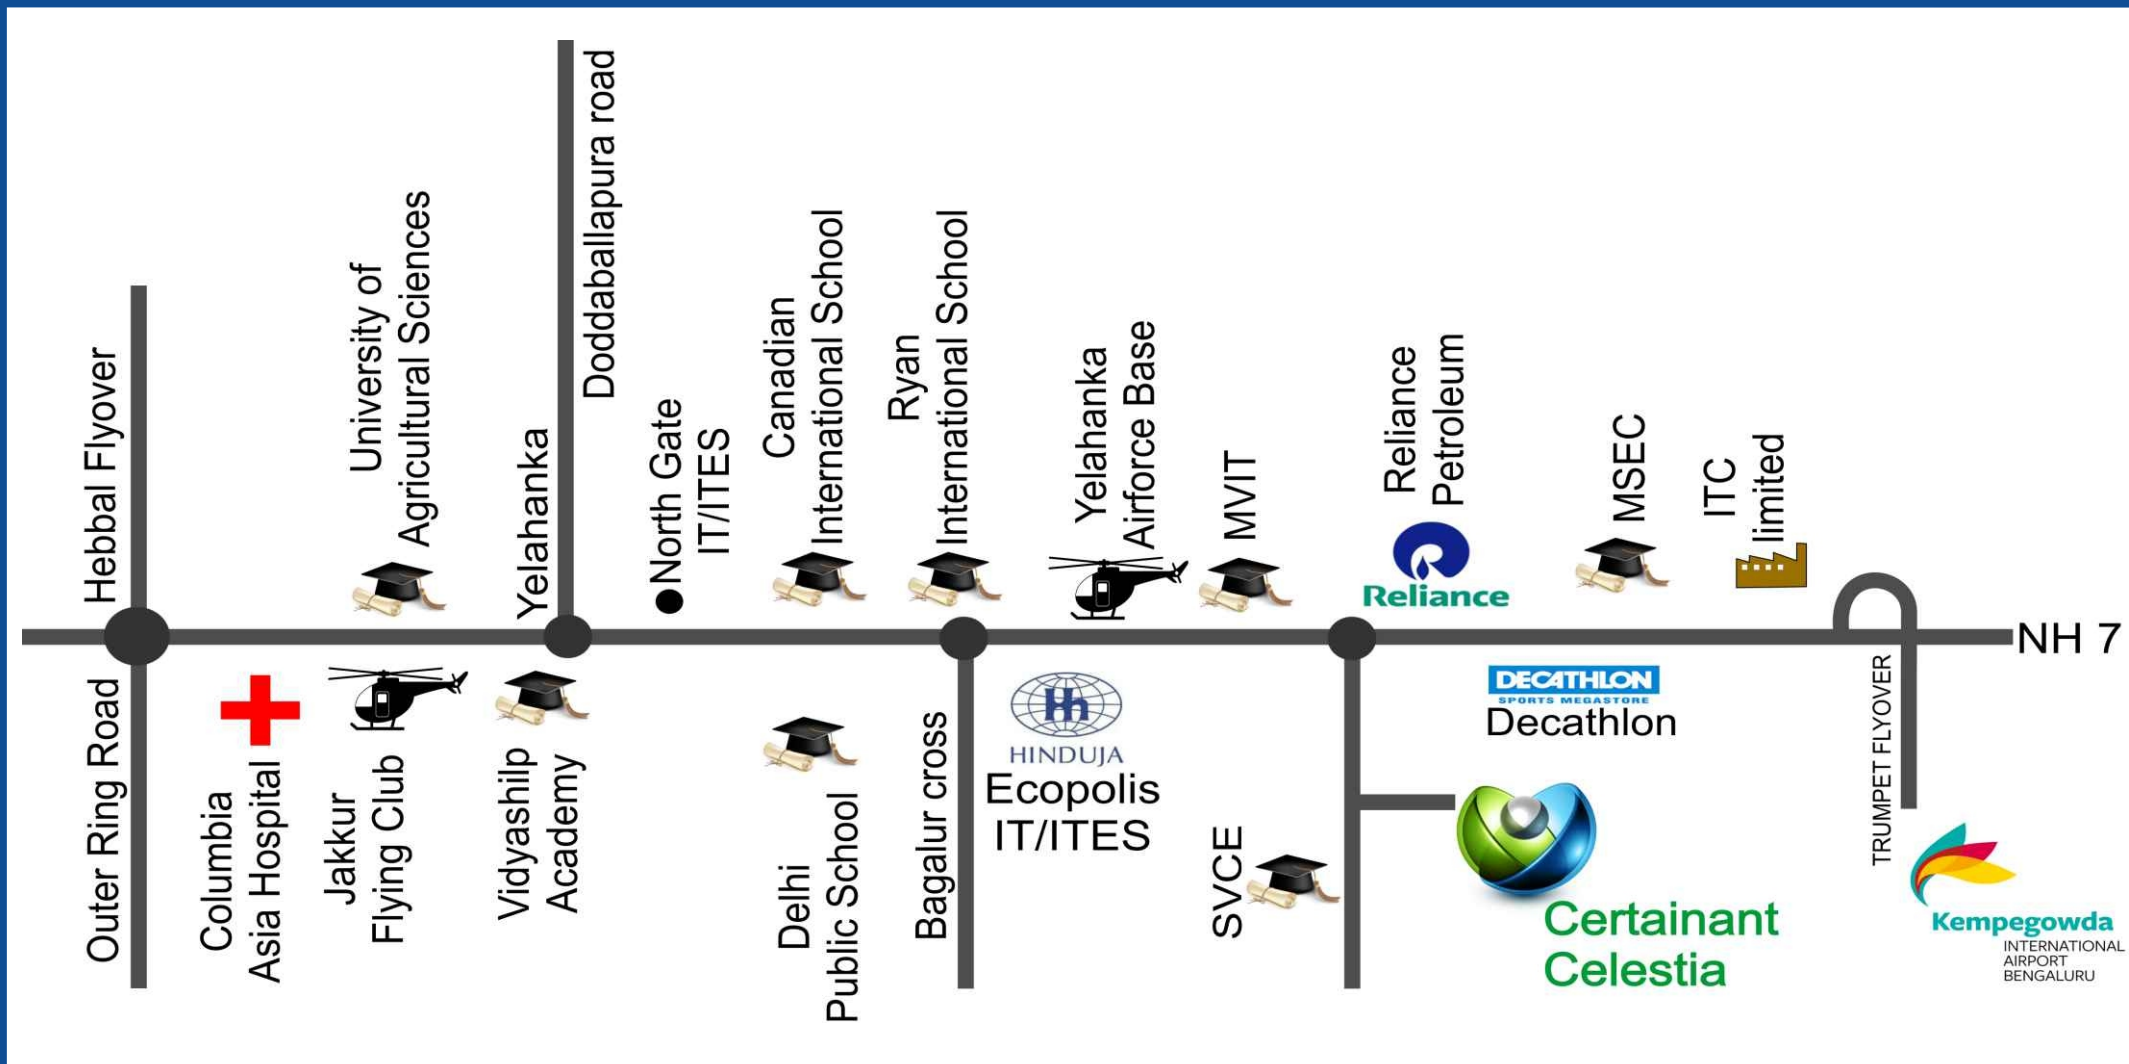 Hebbal Flyover
Outer Ring Road
Columbia
Asia Hospital
University of
Agricultural Sciences
Jakkur
Flying Club
Yelahanka
Doddaballapura road
Vidyashilp
Academy
North Gate
IT/ITES
Canadian
International School
Delhi
Public School
Ryan
International School
Bagalur cross
Hh
HINDUJA
Ecopolis
IT/ITES
Yelahanka
Airforce Base
MVIT
SVCE
Reliance
Petroleum
Reliance
DECATHLON
SPORTS MEGASTORE
Decathlon
Certainant
Celestia
MSEC
ITC
limited
TRUMPET FLYOVER
NH 7
Kempegowda
INTERNATIONAL
AIRPORT
BENGALURU